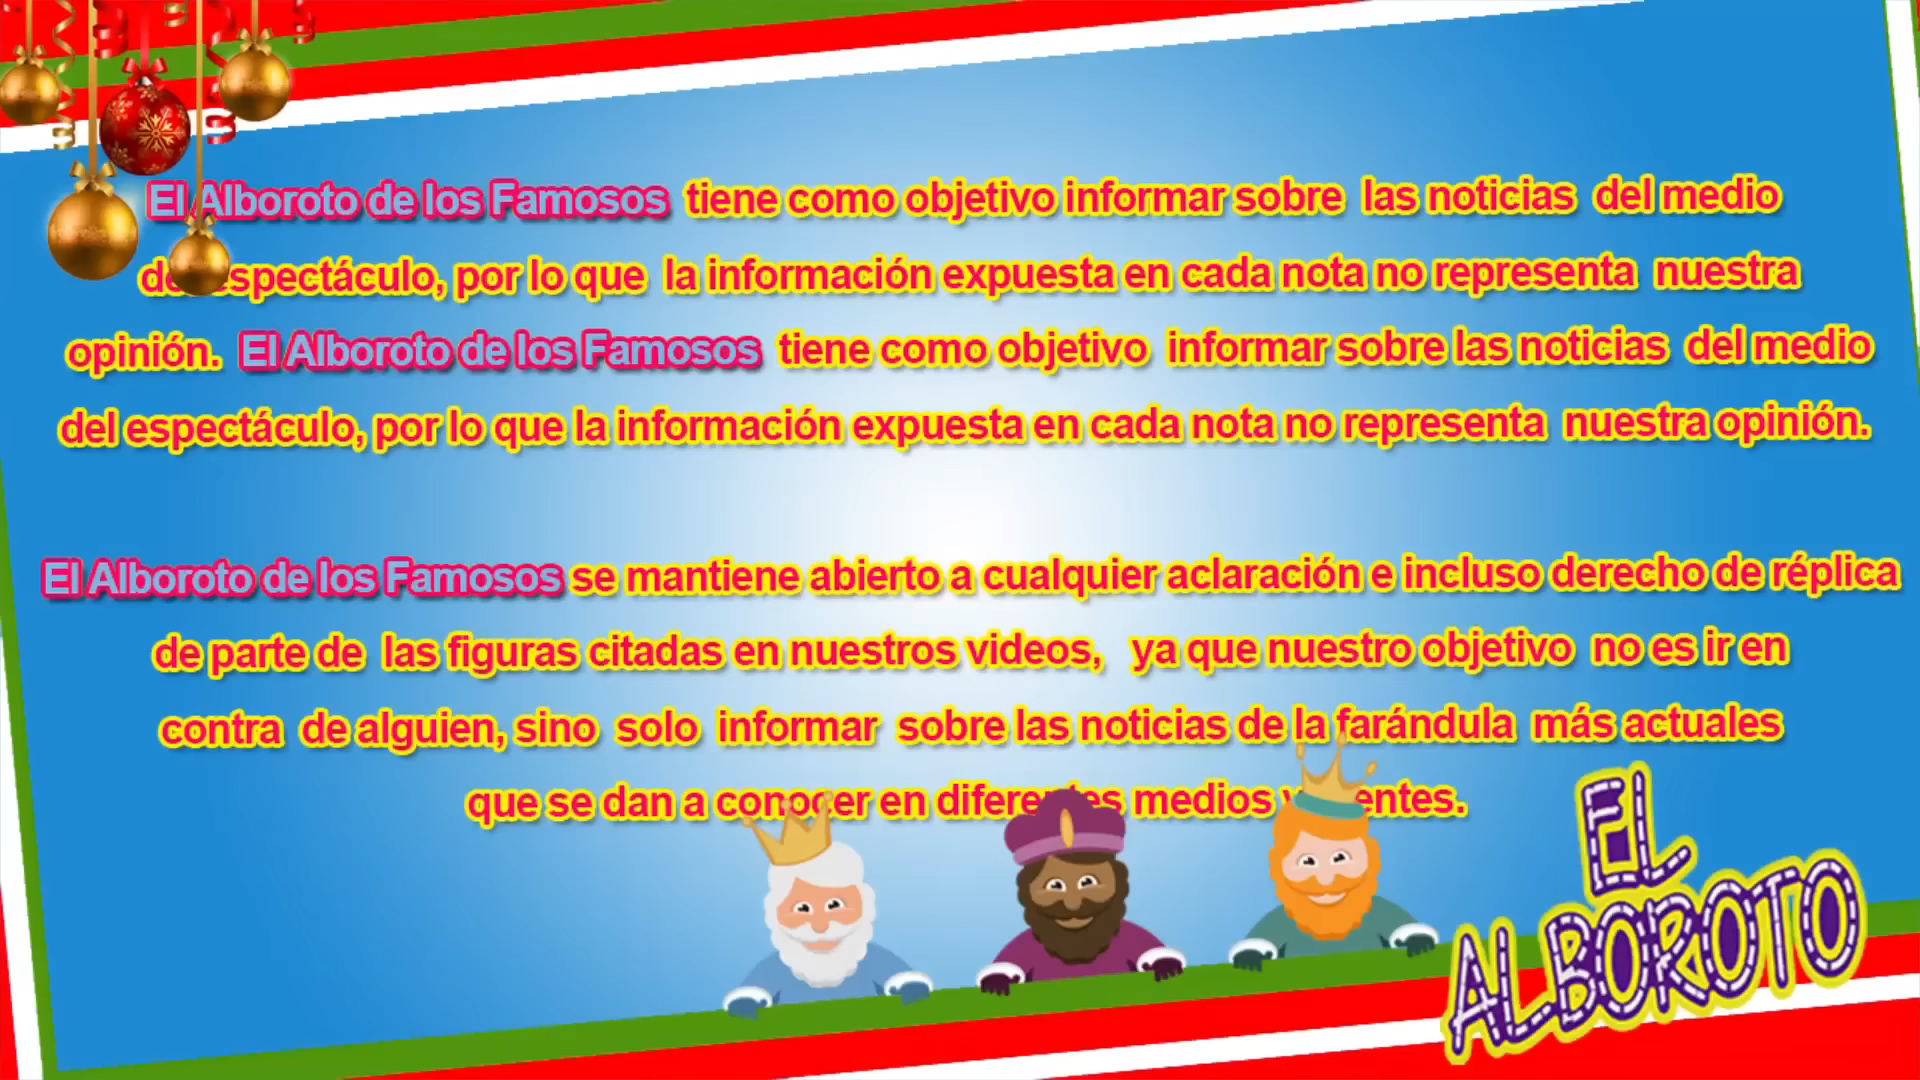 El Alboroto de los Famosos tiene como objetivo informar sobre las noticias del medio
espectáculo, por lo que la información expuesta en cada nota no representa nuestra
opinión. El Alboroto de los Famosos tiene como objetivo informar sobre las noticias del medio
del espectáculo, por lo que la información expuesta en cada nota no representa nuestra opinión.
El Alboroto de los Famosos se mantiene abierto a cualquier aclaración e incluso derecho de réplica
de parte de las figuras citadas en nuestros videos, ya que nuestro objetivo no es ir en
contra de alguien, sino solo informar sobre las noticias de la farándula más actuales
que se dan a conocer en diferentes medios
EL
ALBOROTO